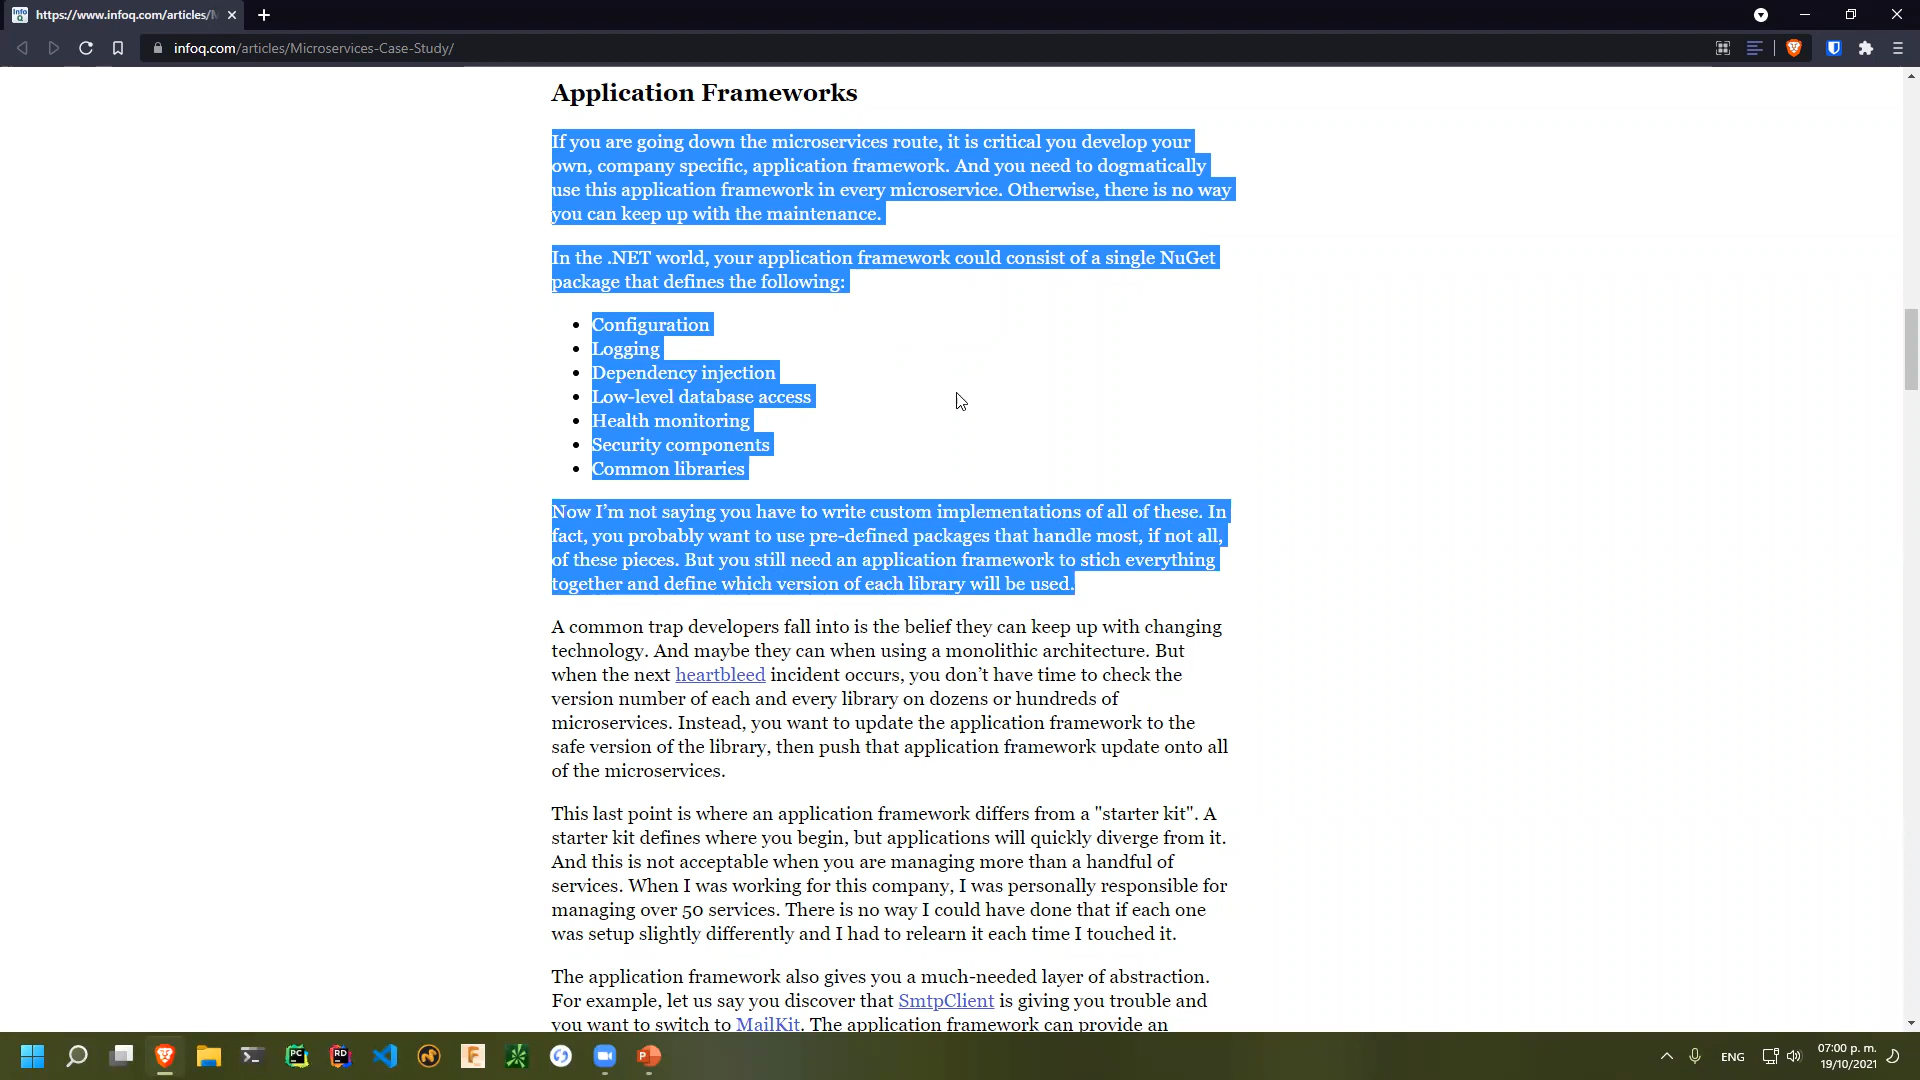 https://www.infoq.com/articles/M
infoq.com/articles/Microservices-Case-Study/
Application Frameworks
If you are going down the microservices route, it is critical you develop your
own, company specific, application framework. And you need to dogmatically
use this application framework in every microservice. Otherwise, there is no way
you can keep up with the maintenance.
In the .NET world, your application framework could consist of a single NuGet
package that defines the following:
• Configuration
• Logging
• Dependency injection
• Low-level database access
• Health monitoring
• Security components
• Common libraries
Now I’m not saying you have to write custom implementations of all of these. In
fact, you probably want to use pre-defined packages that handle most, if not all,
of these pieces. But you still need an application framework to stich everything
together and define which version of each library will be used.
A common trap developers fall into is the belief they can keep up with changing
technology. And maybe they can when using a monolithic architecture. But
when the next heartbleed incident occurs, you don’t have time to check the
version number of each and every library on dozens or hundreds of
microservices. Instead, you want to update the application framework to the
safe version of the library, then push that application framework update onto all
of the microservices.
This last point is where an application framework differs from a "starter kit". A
starter kit defines where you begin, but applications will quickly diverge from it.
And this is not acceptable when you are managing more than a handful of
services. When I was working for this company, I was personally responsible for
managing over 50 services. There is no way I could have done that if each one
was setup slightly differently and I had to relearn it each time I touched it.
The application framework also gives you a much-needed layer of abstraction.
For example, let us say you discover that SmtpClient is giving you trouble and
you want to switch to MailKit. The application framework can provide an
ENG
07:00 p. m.
19/10/2021